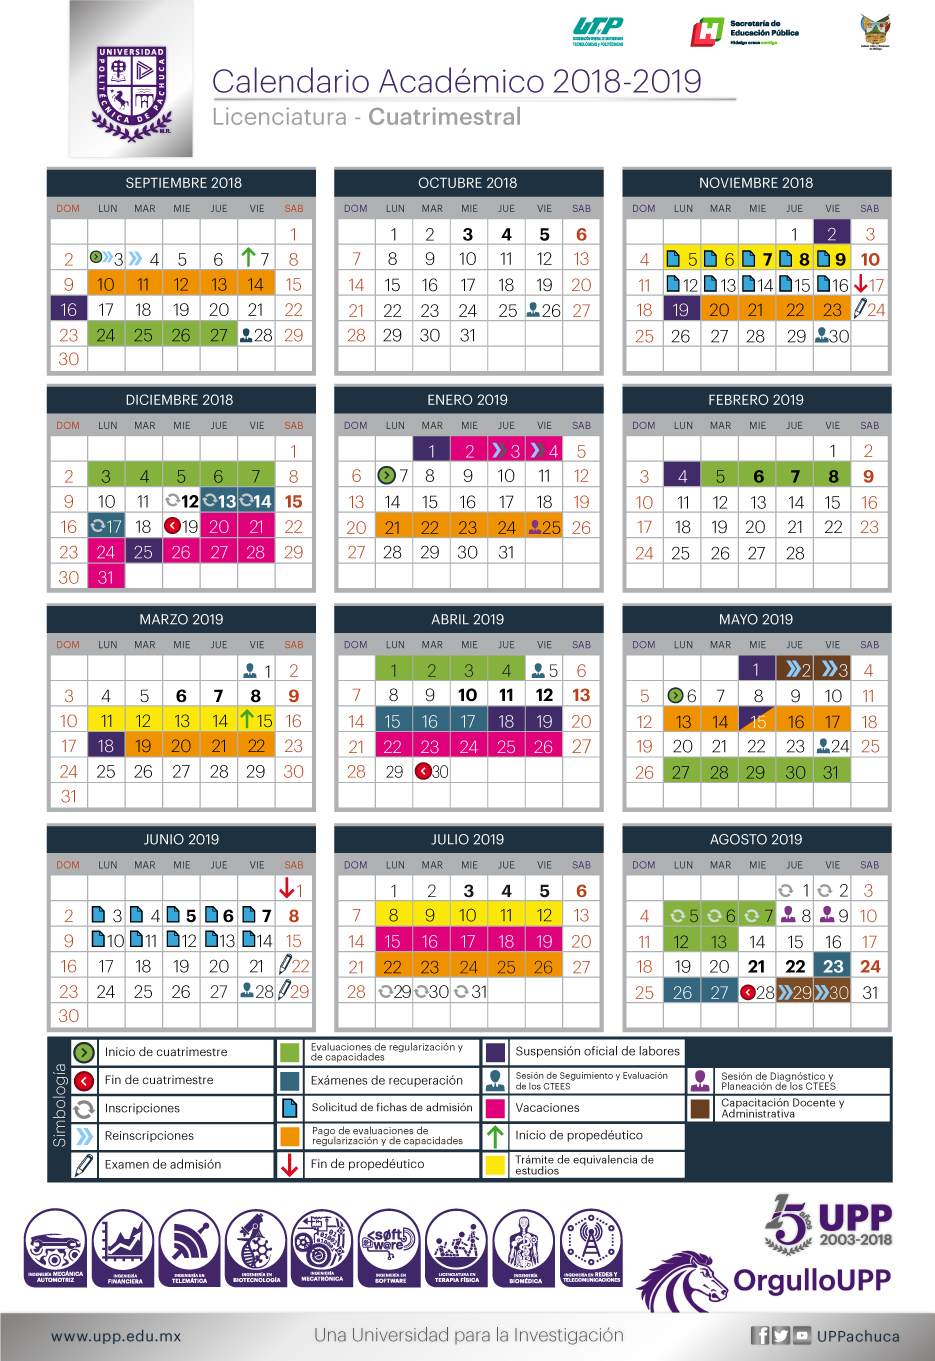 UNIVERSIDAD
POLITÉCNICA DE PACHUCA
H.R.
UTP
Secretaría de
Educación Pública
Hidalgo crece contigo
Calendario Académico 2018-2019
Licenciatura - Cuatrimestral
SEPTIEMBRE 2018
DOM LUN MAR MIE JUE VIE SAB
1
2 3 4 5 6 7 8
9 10 11 12 13 14 15
16 17 18 19 20 21 22
23 24 25 26 27 28 29
30
OCTUBRE 2018
DOM LUN MAR MIE JUE VIE SAB
1 2 3 4 5 6
7 8 9 10 11 12 13
14 15 16 17 18 19 20
21 22 23 24 25 26 27
28 29 30 31
NOVIEMBRE 2018
DOM LUN MAR MIE JUE VIE SAB
1 2 3
4 5 6 7 8 9 10
11 12 13 14 15 16 17
18 19 20 21 22 23 24
25 26 27 28 29 30
DICIEMBRE 2018
DOM LUN MAR MIE JUE VIE SAB
1
2 3 4 5 6 7 8
9 10 11 12 13 14 15
16 17 18 19 20 21 22
23 24 25 26 27 28 29
30 31
ENERO 2019
DOM LUN MAR MIE JUE VIE SAB
1 2 3 4 5
6 7 8 9 10 11 12
13 14 15 16 17 18 19
20 21 22 23 24 25 26
27 28 29 30 31
FEBRERO 2019
DOM LUN MAR MIE JUE VIE SAB
1 2
3 4 5 6 7 8 9
10 11 12 13 14 15 16
17 18 19 20 21 22 23
24 25 26 27 28
MARZO 2019
DOM LUN MAR MIE JUE VIE SAB
1 2
3 4 5 6 7 8 9
10 11 12 13 14 15 16
17 18 19 20 21 22 23
24 25 26 27 28 29 30
31
ABRIL 2019
DOM LUN MAR MIE JUE VIE SAB
1 2 3 4 5 6
7 8 9 10 11 12 13
14 15 16 17 18 19 20
21 22 23 24 25 26 27
28 29 30
MAYO 2019
DOM LUN MAR MIE JUE VIE SAB
1 2 3 4
5 6 7 8 9 10 11
12 13 14 15 16 17 18
19 20 21 22 23 24 25
26 27 28 29 30 31
JUNIO 2019
DOM LUN MAR MIE JUE VIE SAB
1
2 3 4 5 6 7 8
9 10 11 12 13 14 15
16 17 18 19 20 21 22
23 24 25 26 27 28 29
30
JULIO 2019
DOM LUN MAR MIE JUE VIE SAB
1 2 3 4 5 6
7 8 9 10 11 12 13
14 15 16 17 18 19 20
21 22 23 24 25 26 27
28 29 30 31
AGOSTO 2019
DOM LUN MAR MIE JUE VIE SAB
1 2 3
4 5 6 7 8 9 10
11 12 13 14 15 16 17
18 19 20 21 22 23 24
25 26 27 28 29 30 31
Simbología
Inicio de cuatrimestre
Fin de cuatrimestre
Inscripciones
Reinscripciones
Examen de admisión
Evaluaciones de regularización y
de capacidades
Exámenes de recuperación
Solicitud de fichas de admisión
Pago de evaluaciones de
regularización y de capacidades
Fin de propedéutico
Suspensión oficial de labores
Sesión de Seguimiento y Evaluación
de los CTEES
Vacaciones
Inicio de propedéutico
Trámite de equivalencia de
estudios
Sesión de Diagnóstico y
Planeación de los CTEES
Capacitación Docente y
Administrativa
INGENIERÍA MECÁNICA
AUTOMOTRIZ
INGENIERÍA
FINANCIERA
INGENIERÍA EN
TELEMÁTICA
INGENIERÍA EN
BIOTECNOLOGÍA
INGENIERÍA
MECATRÓNICA
<søft
w@re>
INGENIERÍA EN
SOFTWARE
LICENCIATURA EN
TERAPIA FÍSICA
INGENIERÍA
BIOMÉDICA
INGENIERÍA EN REDES Y
TELECOMUNICACIONES
15 años
UPP
2003-2018
OrgulloUPP
www.upp.edu.mx
Una Universidad para la Investigación
UPPachuca